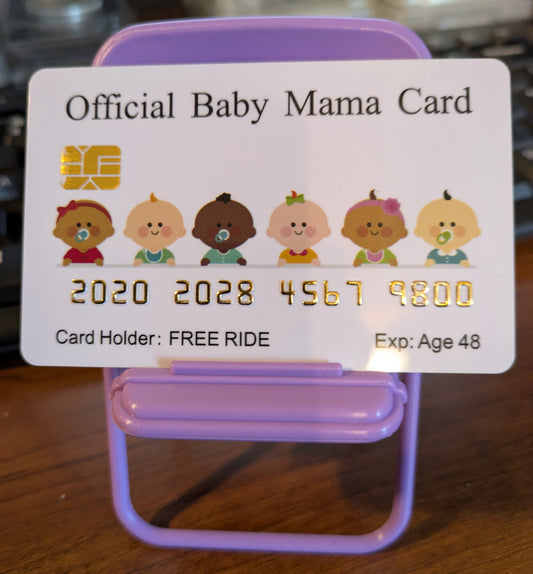 Official Baby Mama Card
2020 2028 4567 9800
Card Holder: FREE RIDE
Exp: Age 48